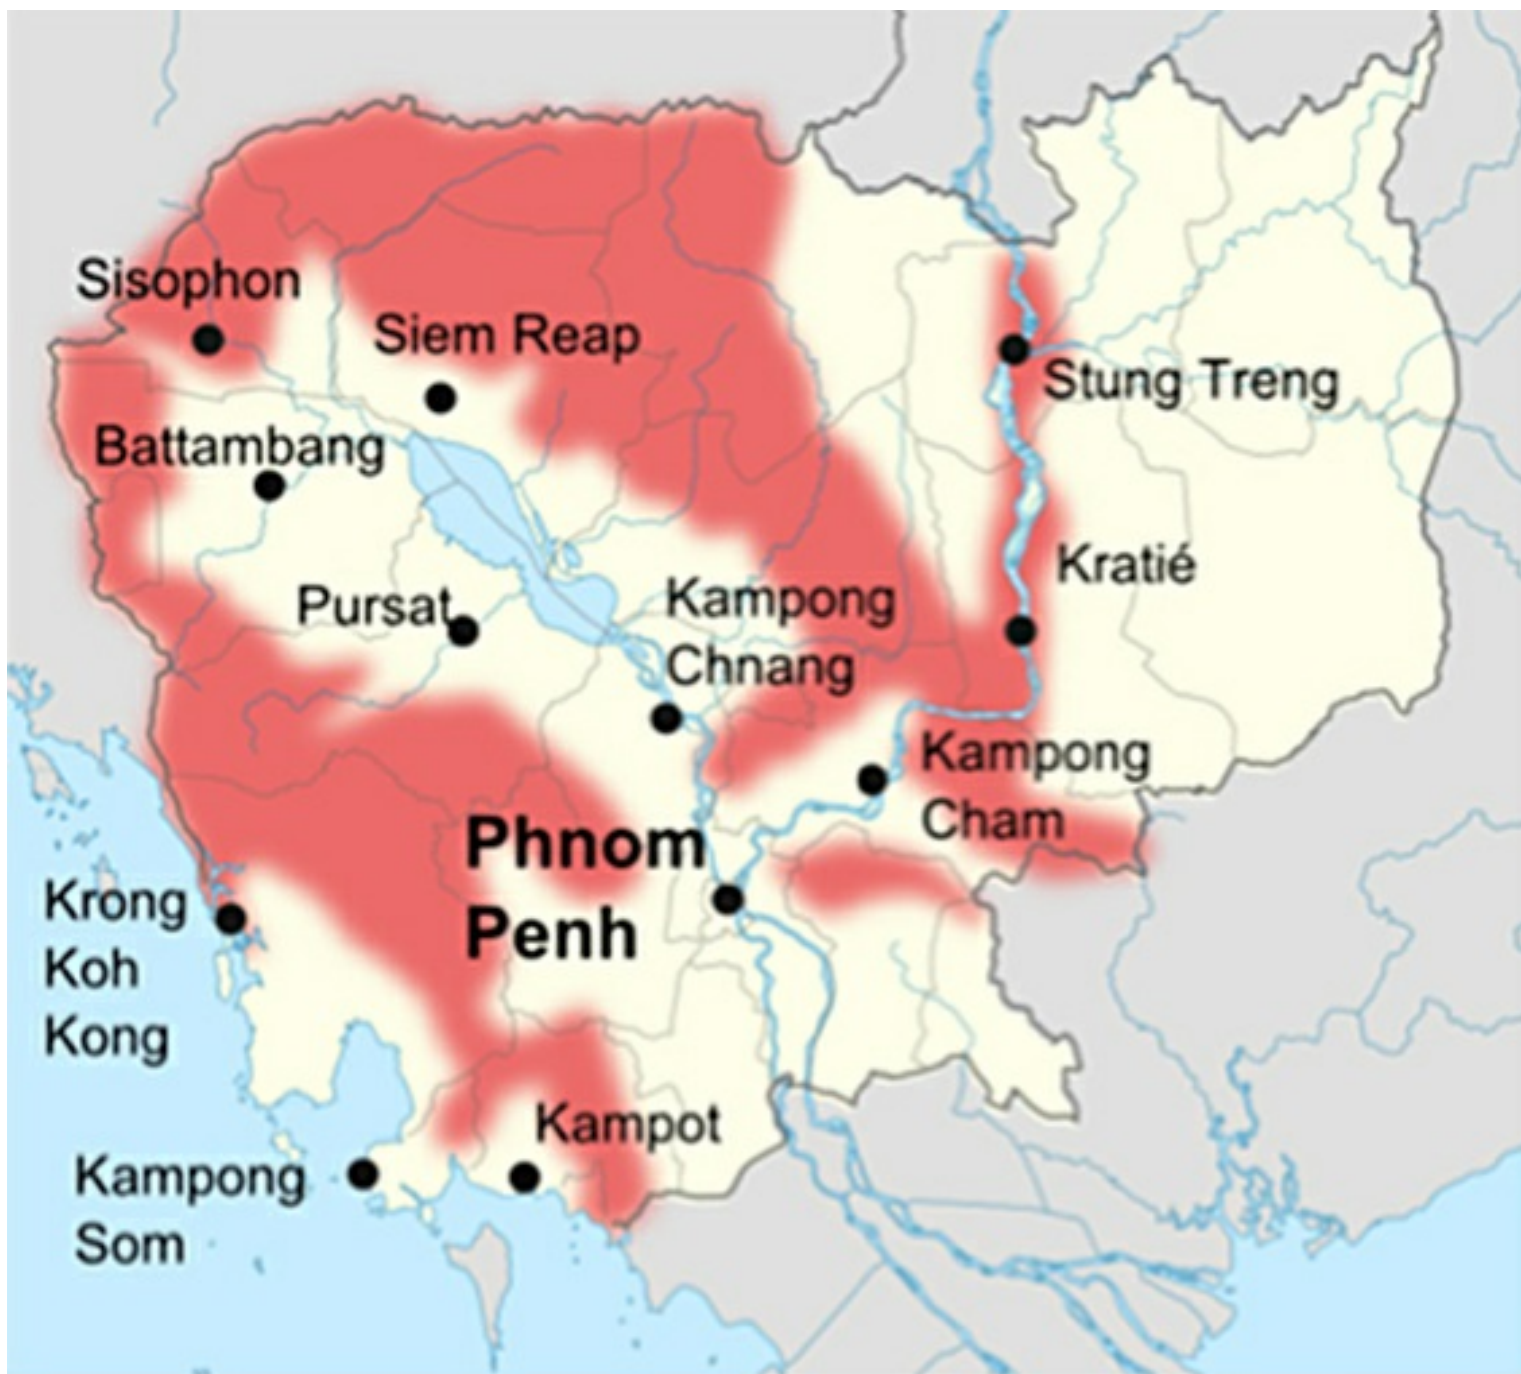 Sisophon
Siem Reap
Stung Treng
Battambang
Kratié
Pursat
Kampong
Chnang
Kampong
Cham
Phnom
Penh
Krong
Koh
Kong
Kampot
Kampong
Som